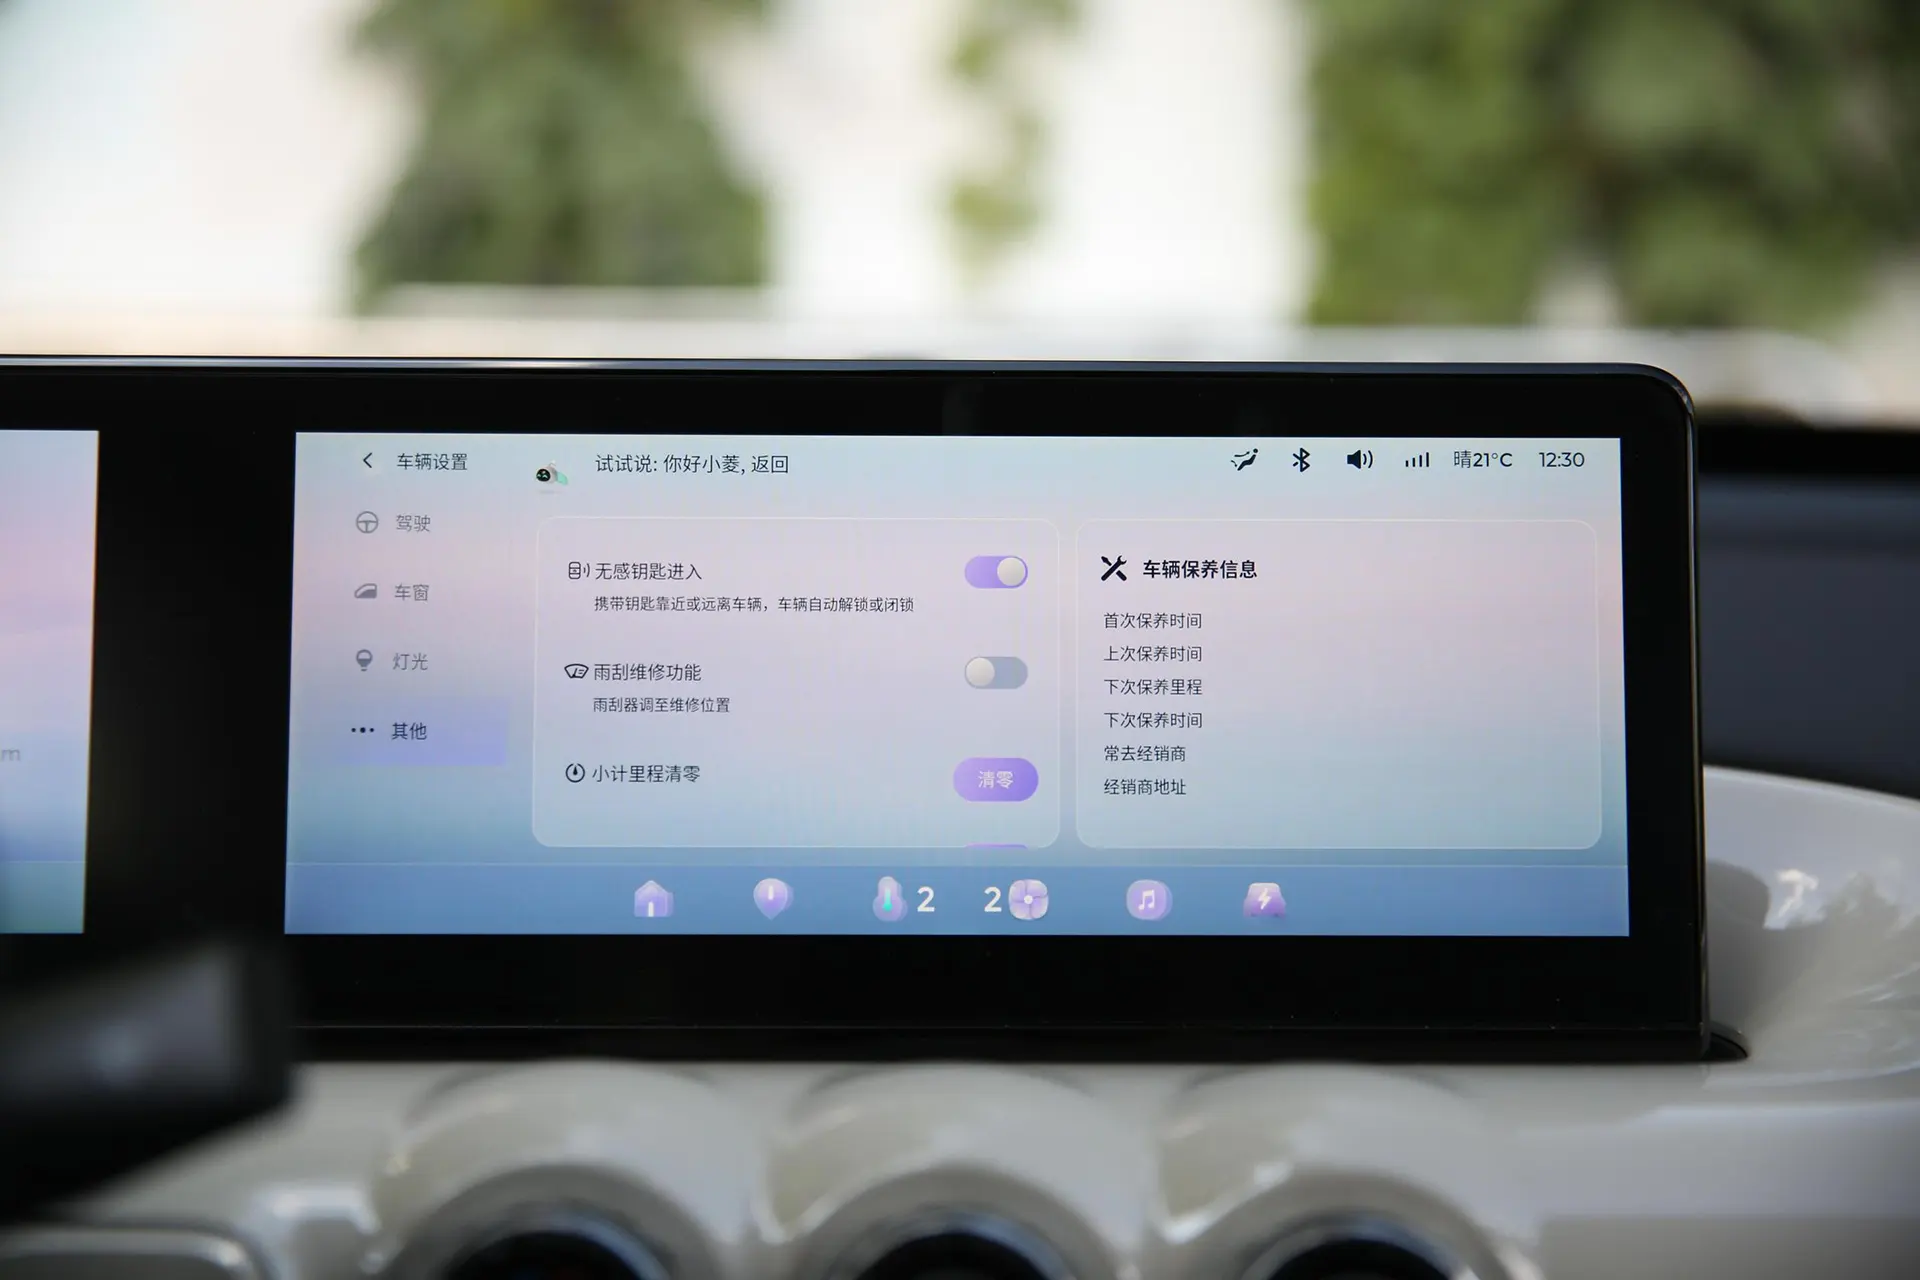 车辆设置
试试说: 你好小菱, 返回
晴21°C 12:30
驾驶
车窗
灯光
其他
无感钥匙进入
携带钥匙靠近或远离车辆，车辆自动解锁或闭锁
雨刮维修功能
雨刮器调至维修位置
小计里程清零
清零
车辆保养信息
首次保养时间
上次保养时间
下次保养里程
下次保养时间
常去经销商
经销商地址
m
2 2